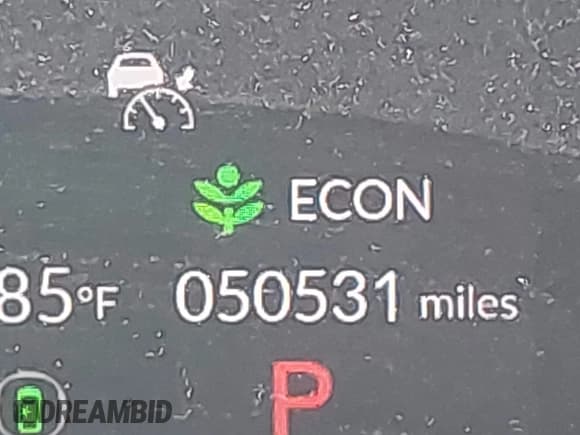 ECON
85°F 050531 miles
P
DREAMBID